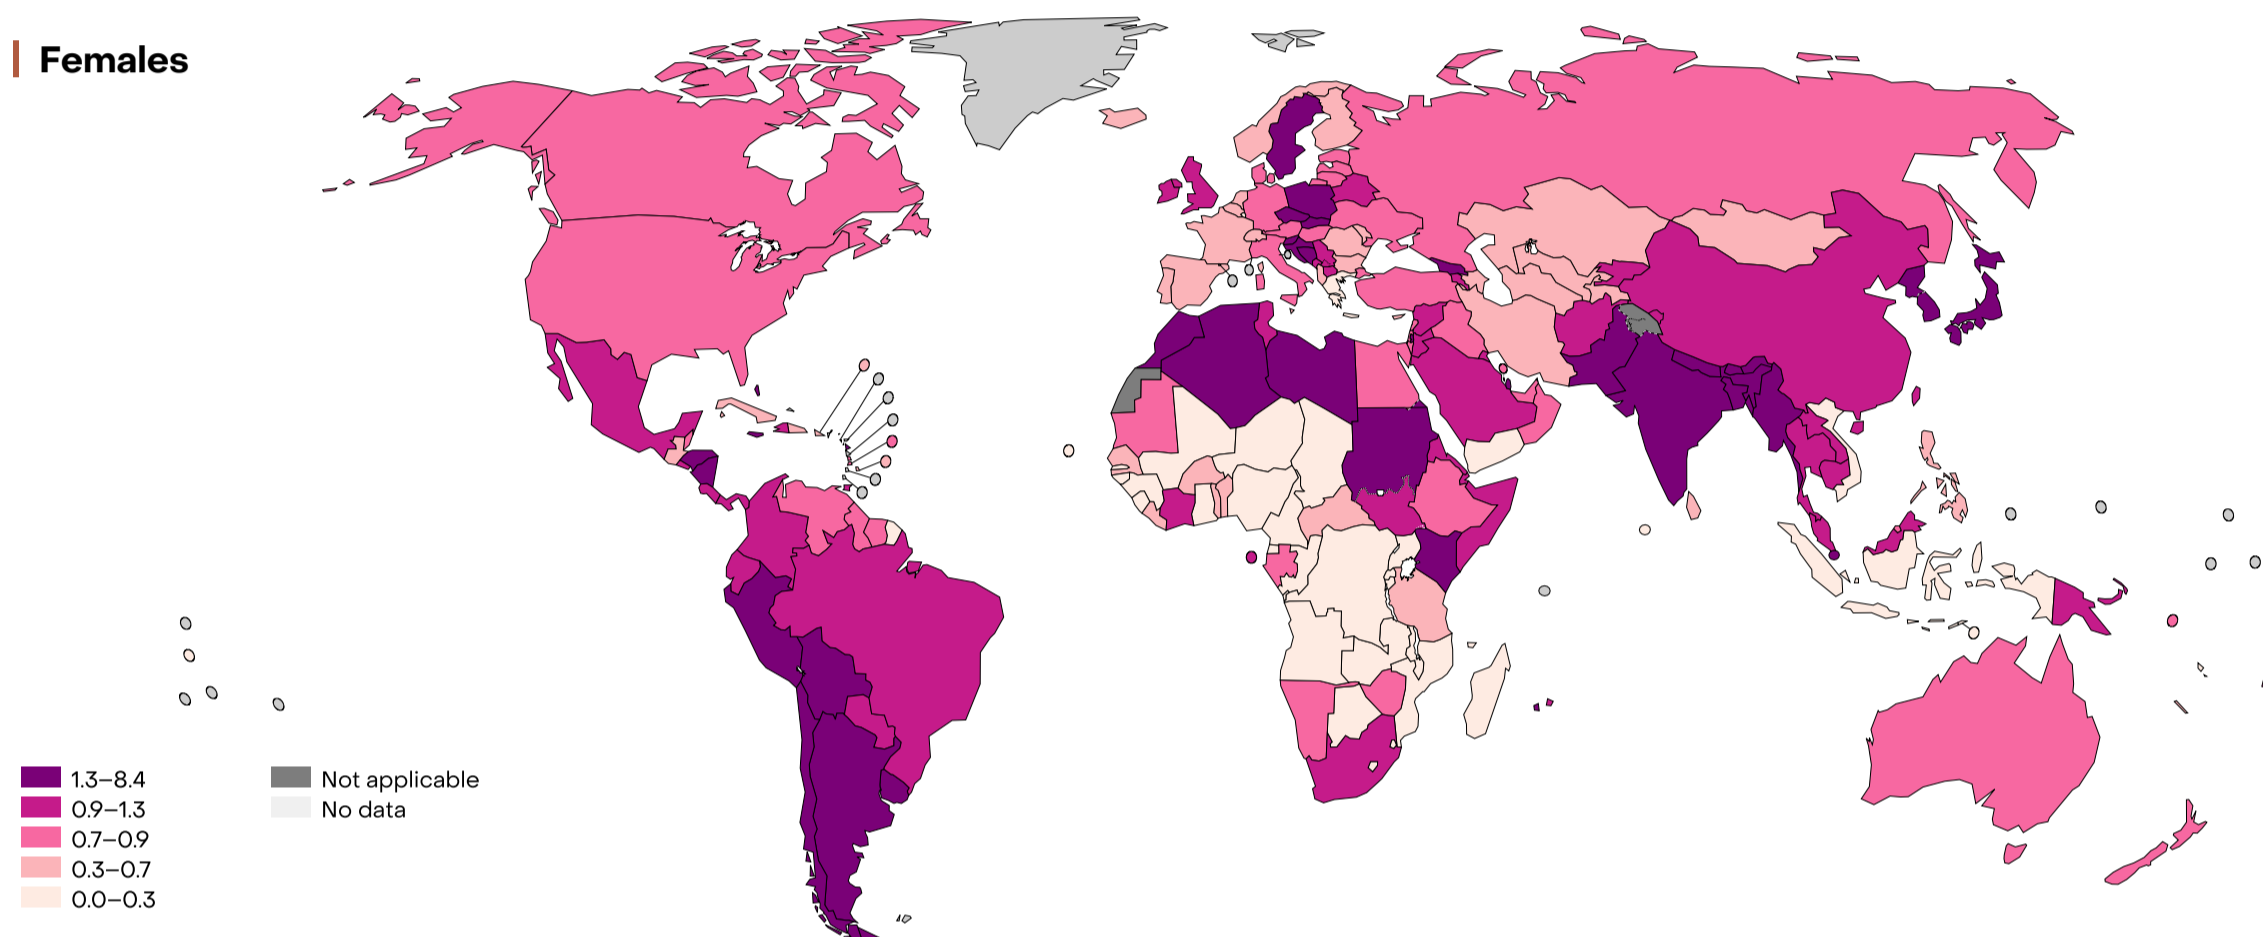 Females
1.3–8.4
0.9–1.3
0.7–0.9
0.3–0.7
0.0–0.3
Not applicable
No data